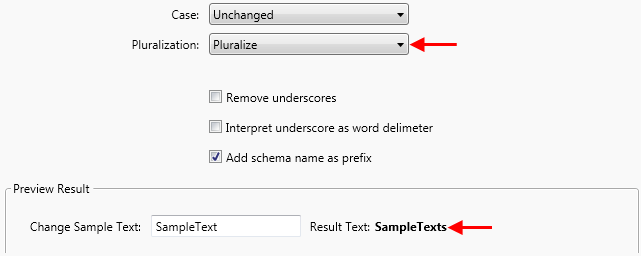 Case: Unchanged
Pluralization: Pluralize
Remove underscores
Interpret underscore as word delimeter
Add schema name as prefix
Preview Result
Change Sample Text: SampleText Result Text: SampleTexts